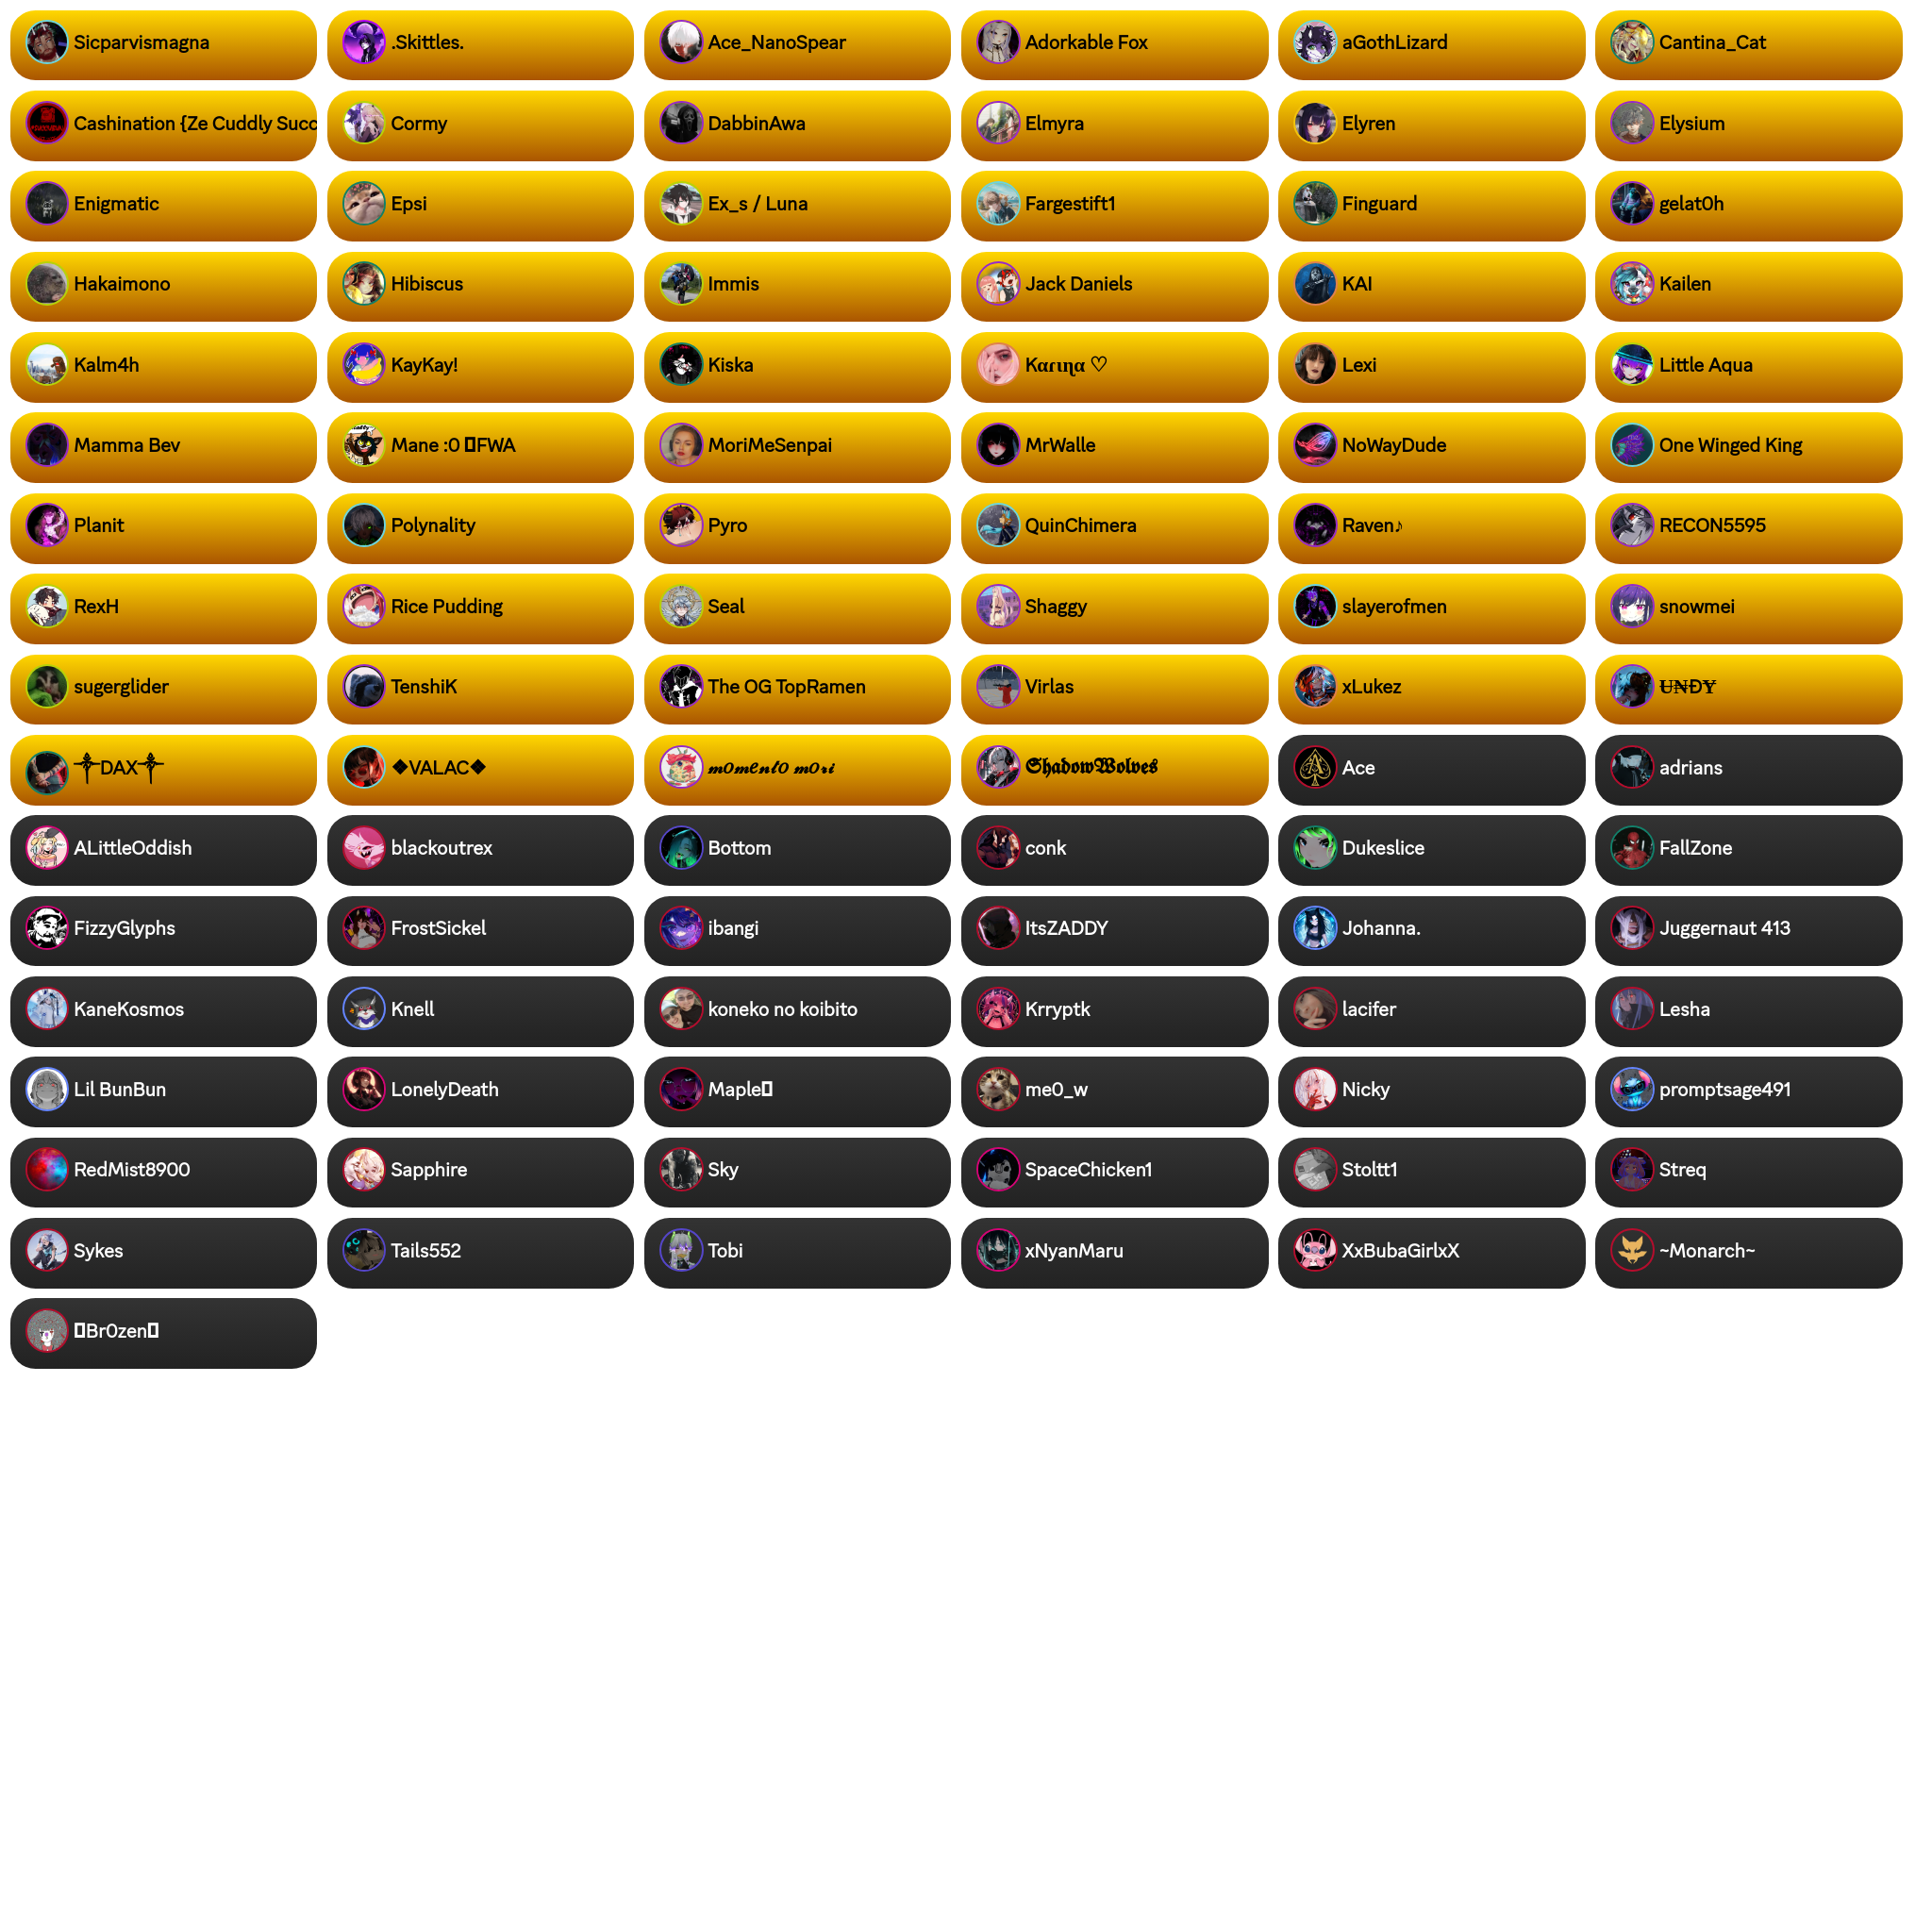 Sicparvismagna
.Skittles.
Ace_NanoSpear
Adorkable Fox
aGothLizard
Cantina_Cat
Cashination {Ze Cuddly Succ
Cormy
DabbinAwa
Elmyra
Elyren
Elysium
Enigmatic
Epsi
Ex_s / Luna
Fargestift1
Finguard
gelat0h
Hakaimono
Hibiscus
Immis
Jack Daniels
KAI
Kailen
Kalm4h
KayKay!
Kiska
Kαɾιɳα ♡
Lexi
Little Aqua
Mamma Bev
Mane :0 FWA
MoriMeSenpai
MrWalle
NoWayDude
One Winged King
Planit
Polynality
Pyro
QuinChimera
Raven♪
RECON5595
RexH
Rice Pudding
Seal
Shaggy
slayerofmen
snowmei
sugerglider
TenshiK
The OG TopRamen
Virlas
xLukez
U̶₦ĐɎ
༒DAX༒
❖VALAC❖
𝓶𝓸𝓶𝓮𝓷𝓽𝓸 𝓶𝓸𝓻𝓲
𝕾𝖍𝖆𝖉𝖔𝖜𝖂𝖔𝖑𝖛𝖊𝖘
Ace
adrians
ALittleOddish
blackoutrex
Bottom
conk
Dukeslice
FallZone
FizzyGlyphs
FrostSickel
ibangi
ItsZADDY
Johanna.
Juggernaut 413
KaneKosmos
Knell
koneko no koibito
Krryptk
lacifer
Lesha
Lil BunBun
LonelyDeath
Maple
me0_w
Nicky
promptsage491
RedMist8900
Sapphire
Sky
SpaceChicken1
Stoltt1
Streq
Sykes
Tails552
Tobi
xNyanMaru
XxBubaGirlxX
~Monarch~
Br0zen